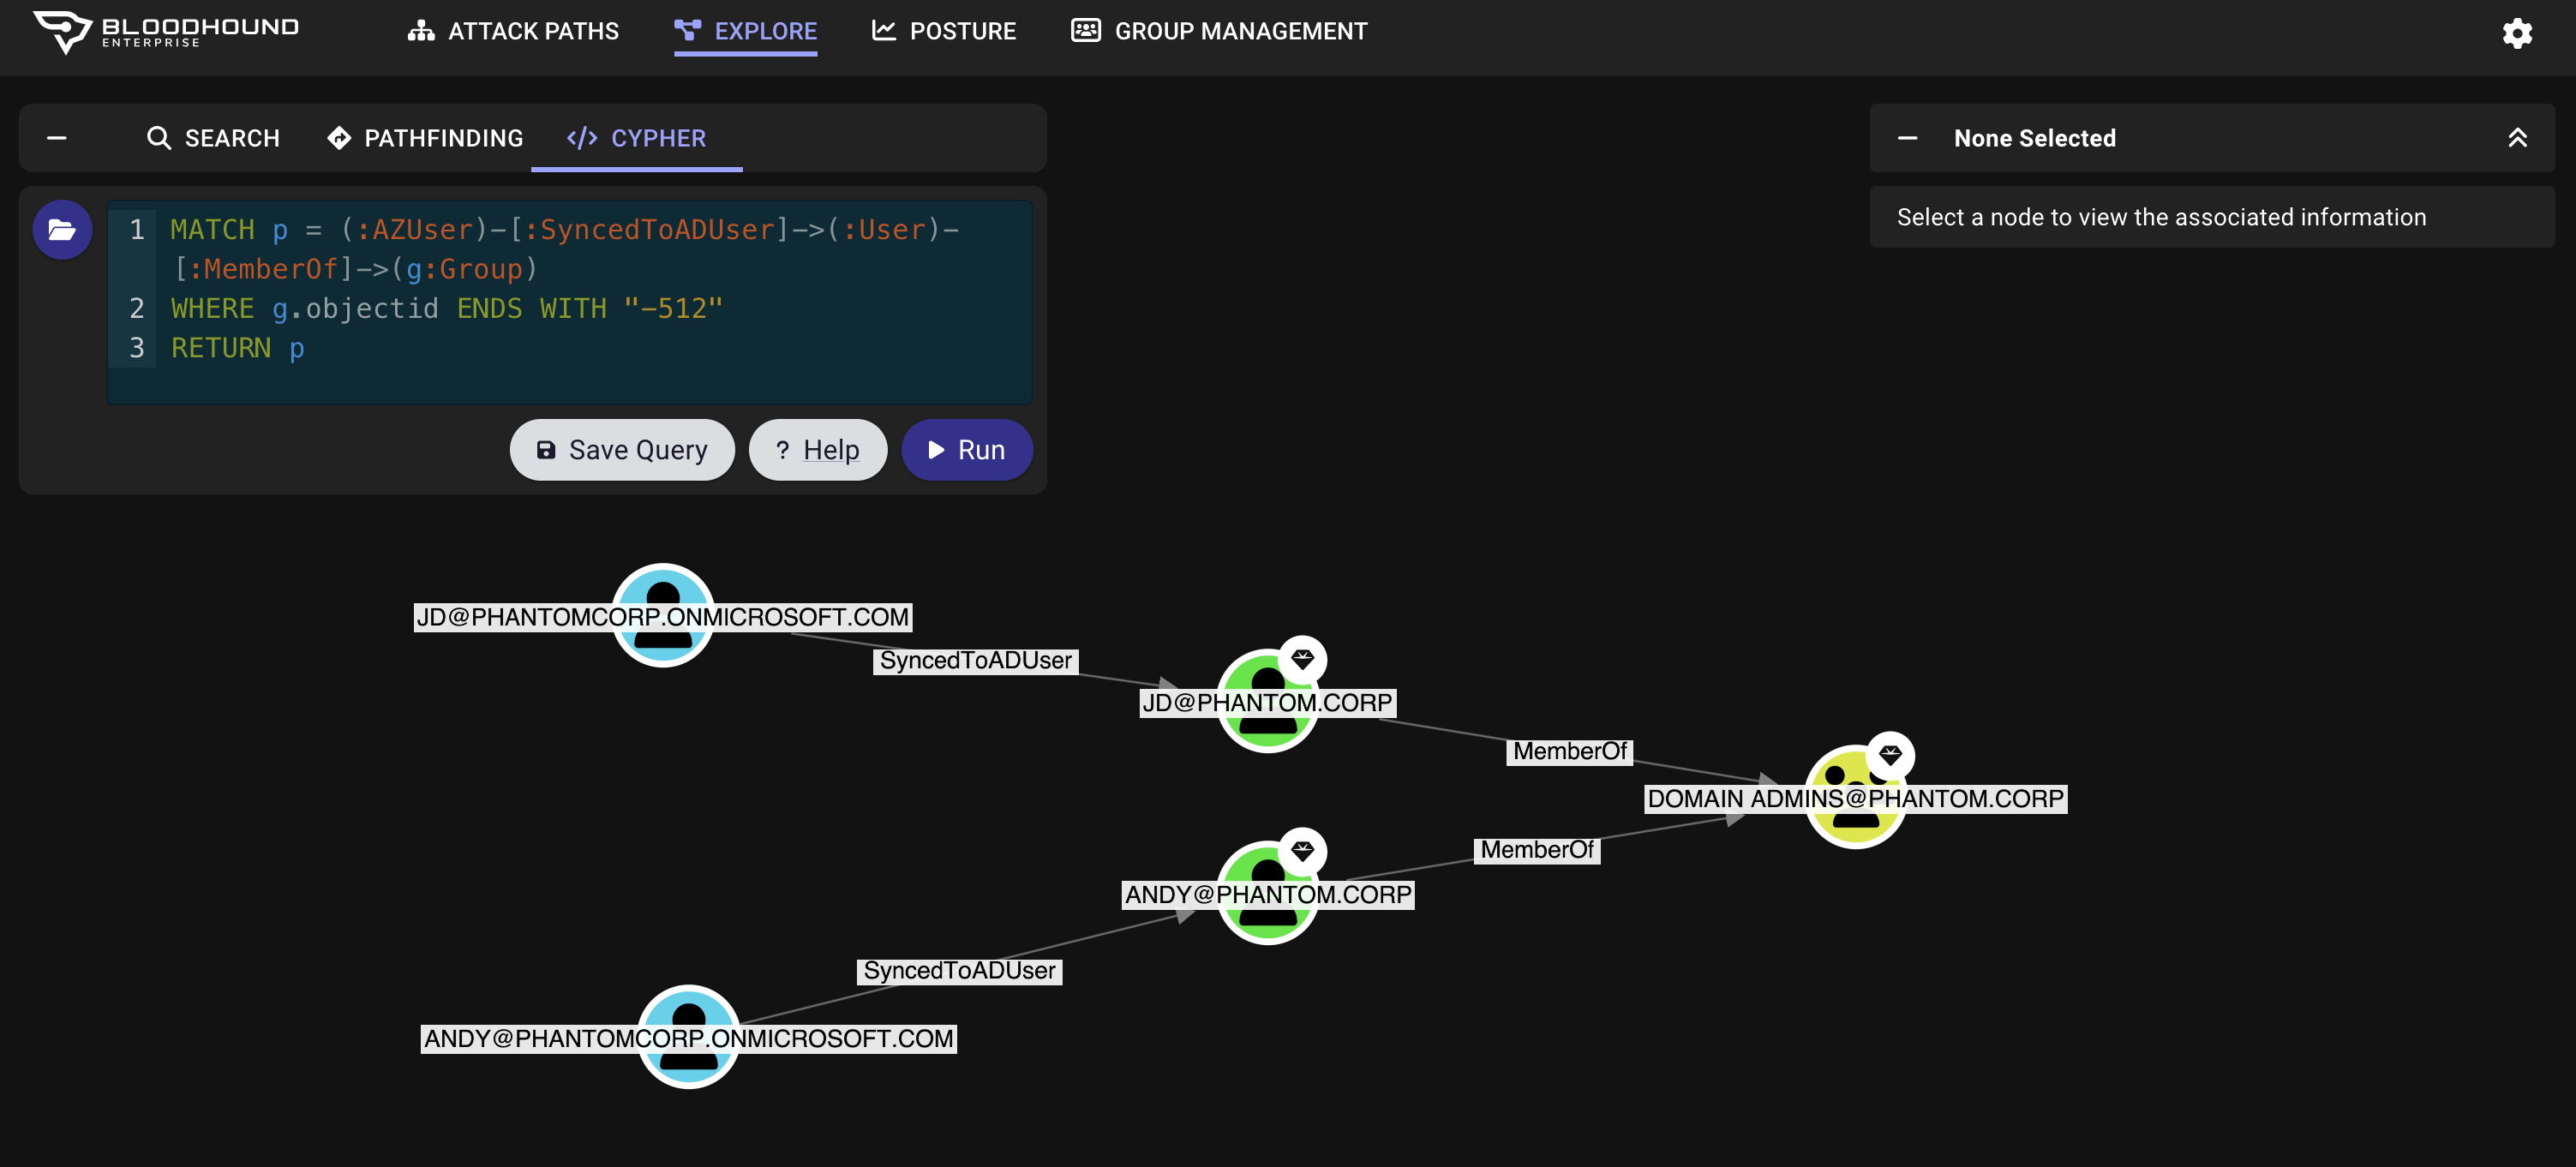 BLOODHOUND
ENTERPRISE
ATTACK PATHS
EXPLORE
POSTURE
GROUP MANAGEMENT
SEARCH
PATHFINDING
</> CYPHER
None Selected
Select a node to view the associated information
1 MATCH p = (:AZUser)-[:SyncedToADUser]->(:User)-
[:MemberOf]->(g:Group)
2 WHERE g.objectid ENDS WITH "-512"
3 RETURN p
Save Query
? Help
Run
JD@PHANTOMCORP.ONMICROSOFT.COM
SyncedToADUser
JD@PHANTOM.CORP
MemberOf
DOMAIN ADMINS@PHANTOM.CORP
MemberOf
ANDY@PHANTOM.CORP
SyncedToADUser
ANDY@PHANTOMCORP.ONMICROSOFT.COM